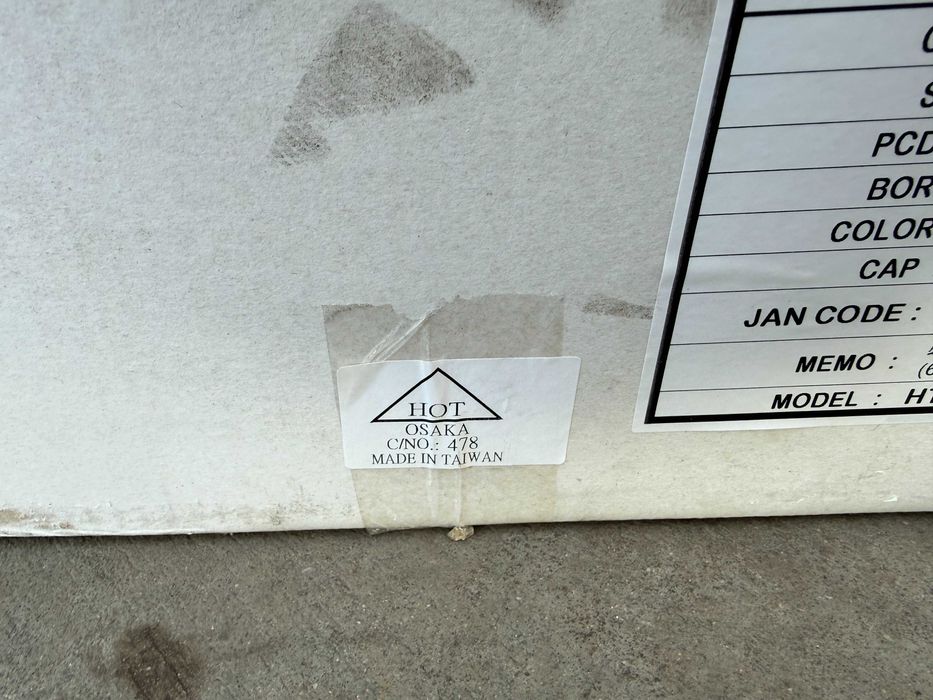 PCD
BOR
COLOR
CAP
JAN CODE :
MEMO :
MODEL : H
HOT
OSAKA
C/NO.: 478
MADE IN TAIWAN